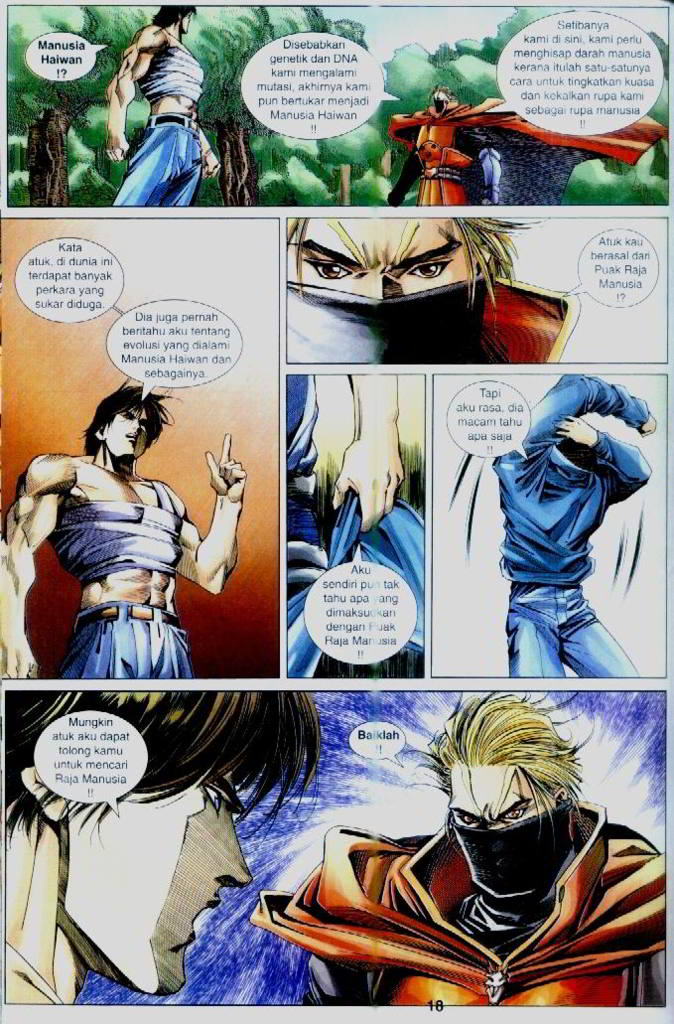 Manusia
Haiwan
!?
Disebabkan
genetik dan DNA
kami mengalami
mutasi, akhirnya kami
pun bertukar menjadi
Manusia Haiwan
!!
Setibanya
kami di sini, kami perlu
menghisap darah manusia
kerana itulah satu-satunya
cara untuk tingkatkan kuasa
dan kekalkan rupa kami
sebagai rupa manusia
!!
Kata
atuk, di dunia ini
terdapat banyak
perkara yang
sukar diduga.
Dia juga pernah
beritahu aku tentang
evolusi yang dialami
Manusia Haiwan dan
sebagainya.
Atuk kau
berasal dari
Puak Raja
Manusia
!?
Aku
sendiri pun tak
tahu apa yang
dimaksudkan
dengan Puak
Raja Manusia
!!
Tapi
aku rasa, dia
macam tahu
apa saja
!!
Mungkin
atuk aku dapat
tolong kamu
untuk mencari
Raja Manusia
!!
Baiklah
!!
18